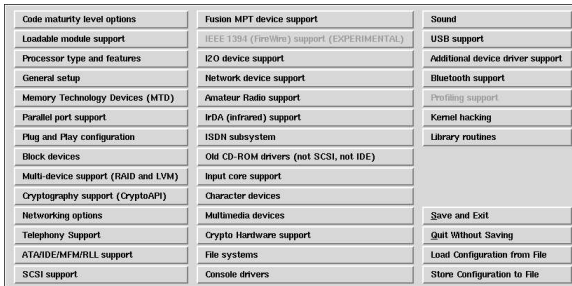 Code maturity level options
Loadable module support
Processor type and features
General setup
Memory Technology Devices (MTD)
Parallel port support
Plug and Play configuration
Block devices
Multi-device support (RAID and LVM)
Cryptography support (CryptoAPI)
Networking options
Telephony Support
ATA/IDE/MFM/RLL support
SCSI support
Fusion MPT device support
IEEE 1394 (FireWire) support (EXPERIMENTAL)
I2O device support
Network device support
Amateur Radio support
IrDA (infrared) support
ISDN subsystem
Old CD-ROM drivers (not SCSI, not IDE)
Input core support
Character devices
Multimedia devices
Crypto Hardware support
File systems
Console drivers
Sound
USB support
Additional device driver support
Bluetooth support
Profiling support
Kernel hacking
Library routines
Save and Exit
Quit Without Saving
Load Configuration from File
Store Configuration to File